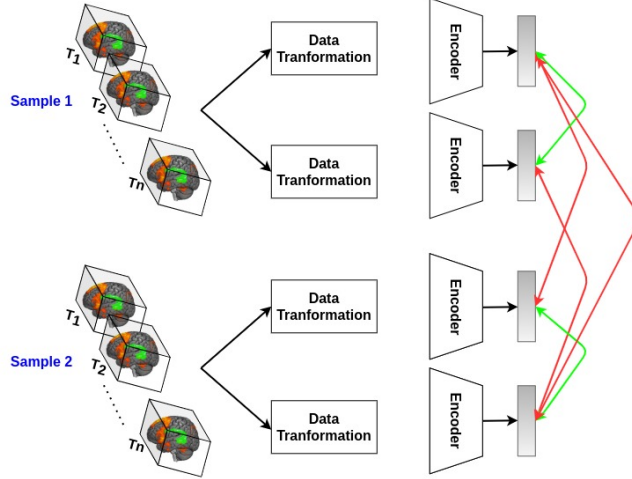 T1
T2
Sample 1
Tn
Data
Tranformation
Data
Tranformation
Encoder
Encoder
T1
T2
Sample 2
Tn
Data
Tranformation
Data
Tranformation
Encoder
Encoder